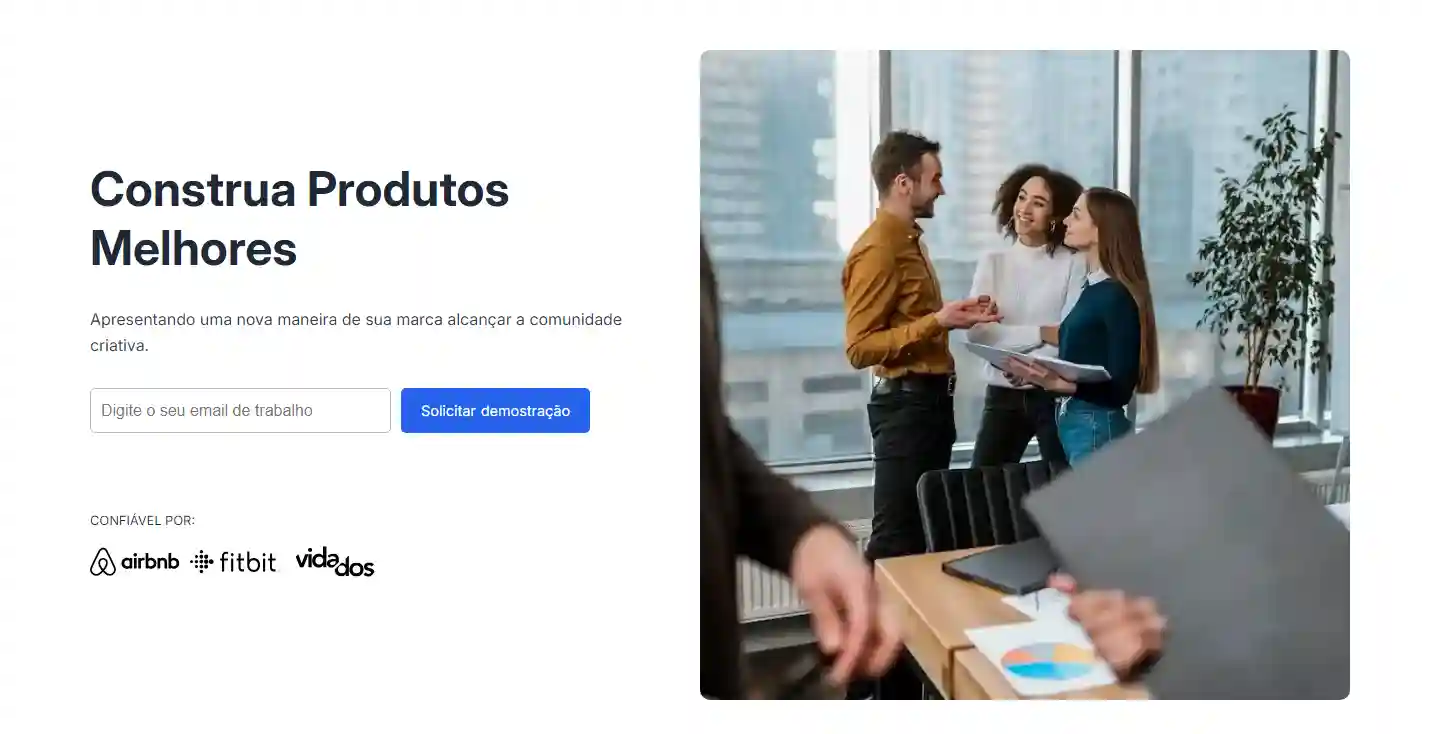 Construa Produtos
Melhores
Apresentando uma nova maneira de sua marca alcançar a comunidade
criativa.
Digite o seu email de trabalho
Solicitar demostração
CONFIÁVEL POR:
airbnb fitbit vidados